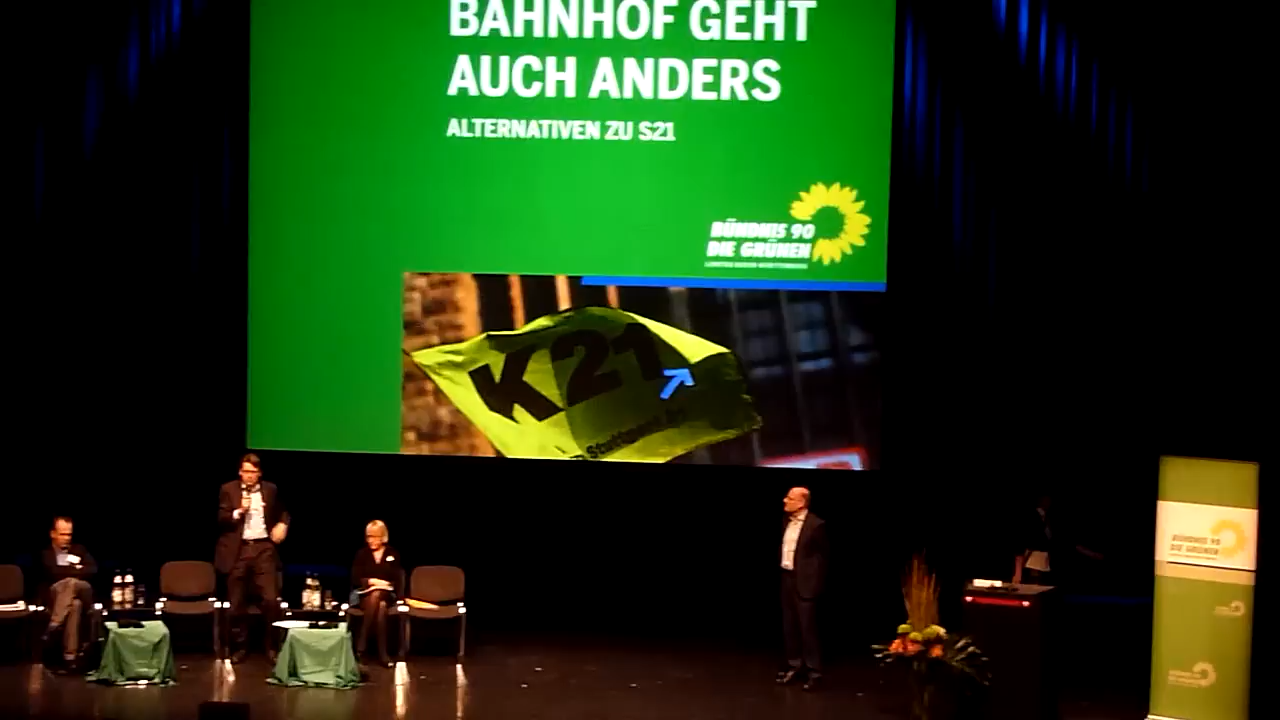 BAHNHOF GEHT
AUCH ANDERS
ALTERNATIVEN ZU S21
BÜNDNIS 90
DIE GRÜNEN
K21
BÜNDNIS 90
DIE GRÜNEN